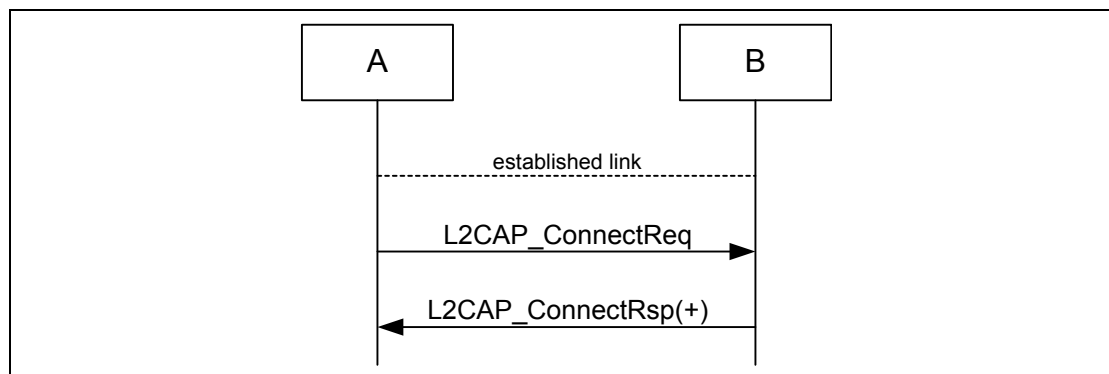 A
B
established link
L2CAP_ConnectReq
L2CAP_ConnectRsp(+)